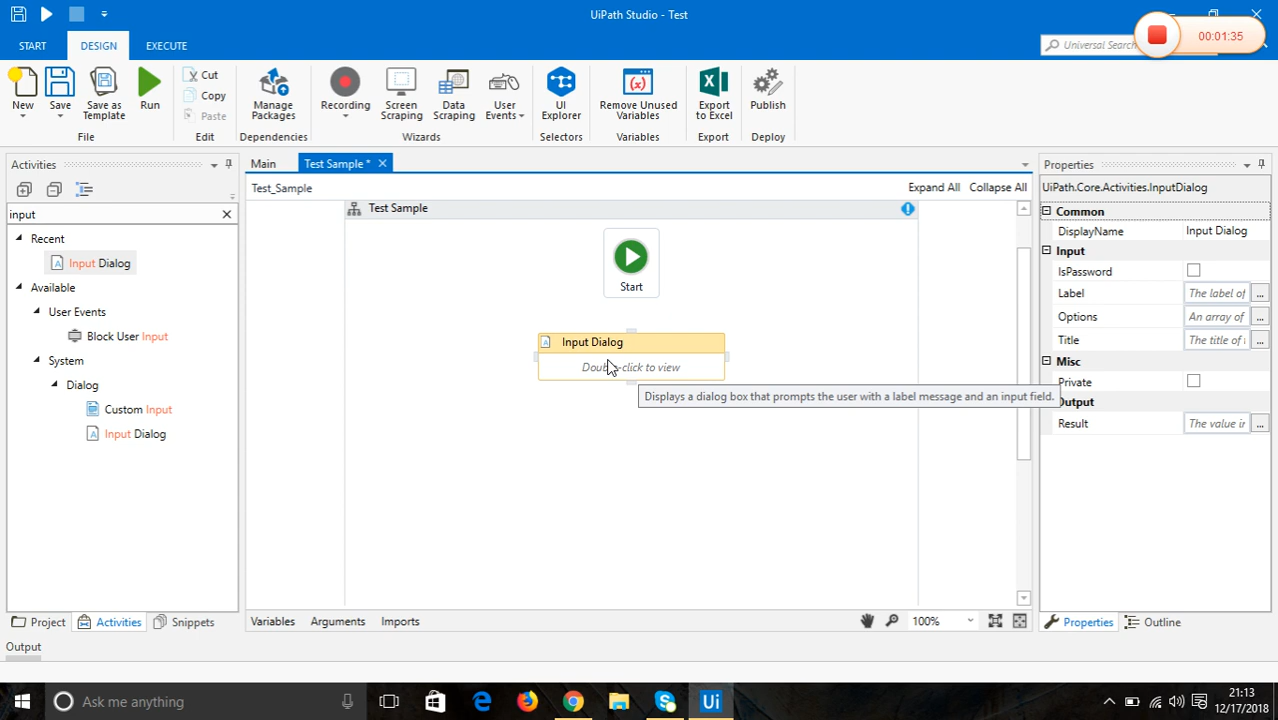 UiPath Studio - Test
00:01:35
START
DESIGN
EXECUTE
Universal Search
New
Save
Save as Template
Run
Cut
Copy
Paste
Manage Packages
Recording
Screen Scraping
Data Scraping
User Events
UI Explorer
Remove Unused Variables
Export to Excel
Publish
File
Edit
Dependencies
Wizards
Selectors
Variables
Export
Deploy
Activities
input
Recent
Input Dialog
Available
User Events
Block User Input
System
Dialog
Custom Input
Input Dialog
Project
Activities
Snippets
Output
Main
Test Sample *
Test_Sample
Expand All
Collapse All
Test Sample
Start
Input Dialog
Double-click to view
Displays a dialog box that prompts the user with a label message and an input field.
Variables
Arguments
Imports
100%
Properties
UiPath.Core.Activities.InputDialog
Common
DisplayName Input Dialog
Input
IsPassword
Label The label of ...
Options An array of ...
Title The title of ...
Misc
Private
Output
Result The value ...
Properties
Outline
Ask me anything
Ui
21:13
12/17/2018